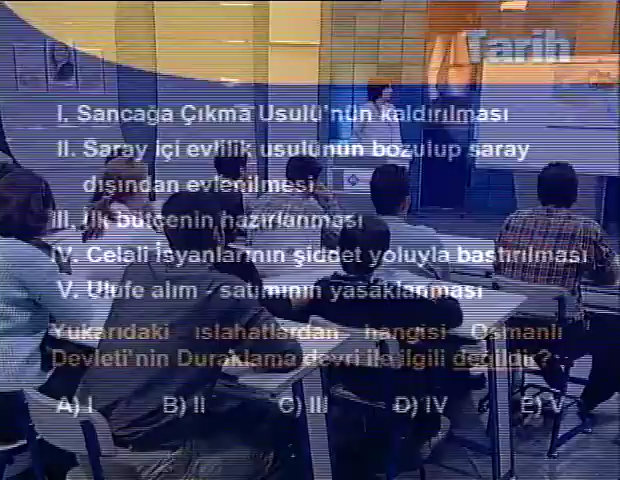 Tarih
I. Sancağa Çıkma Usulü'nün kaldırılması
II. Saray içi evlilik usulünün bozulup saray
dışından evlenilmesi
III. İlk bütçenin hazırlanması
IV. Celali İsyanlarının şiddet yoluyla bastırılması
V. Ulufe alım - satımının yasaklanması
Yukarıdaki ıslahatlardan hangisi Osmanlı
Devleti'nin Duraklama devri ile ilgili değildir?
A) I B) II C) III D) IV E) V